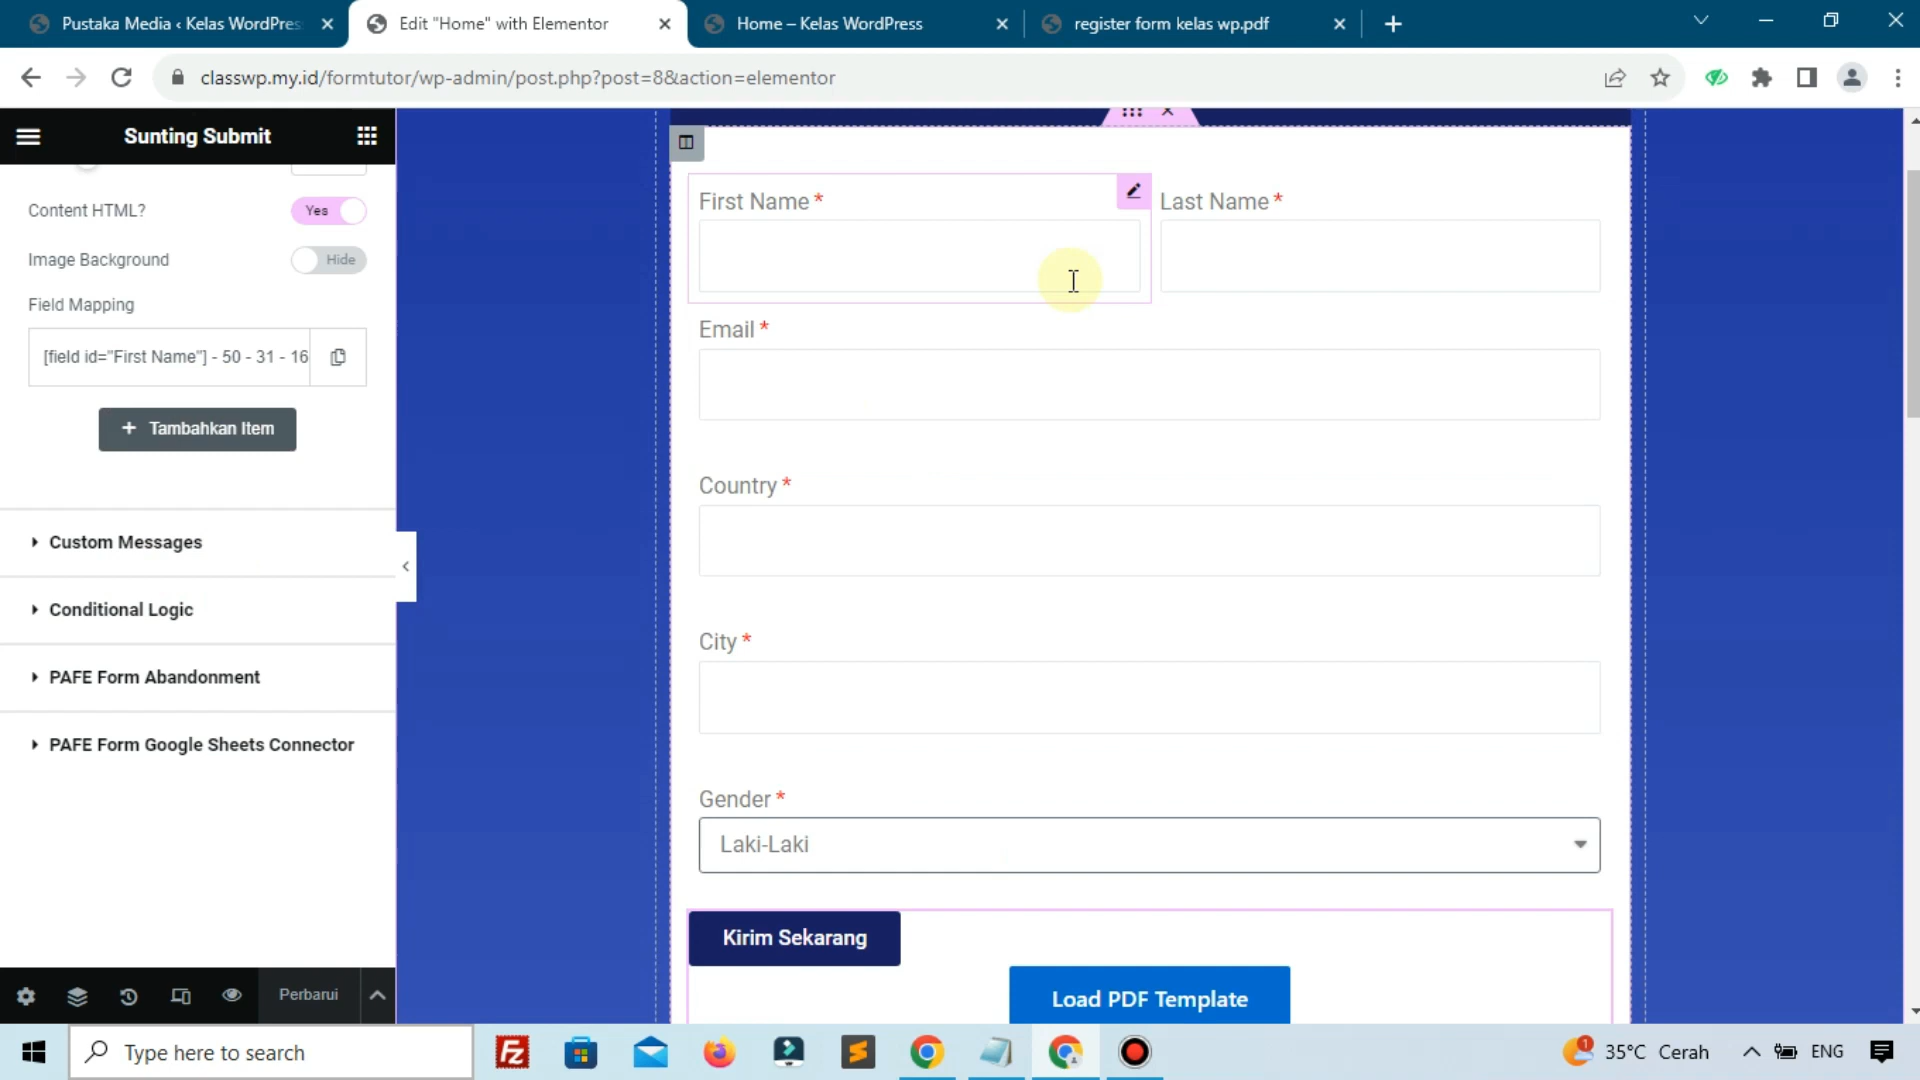 Pustaka Media ‹ Kelas WordPres
Edit "Home" with Elementor
Home – Kelas WordPress
register form kelas wp.pdf
classwp.my.id/formtutor/wp-admin/post.php?post=8&action=elementor
Sunting Submit
Content HTML?
Yes
Image Background
Hide
Field Mapping
[field id="First Name"] - 50 - 31 - 16
+ Tambahkan Item
Custom Messages
Conditional Logic
PAFE Form Abandonment
PAFE Form Google Sheets Connector
Perbarui
First Name *
Last Name *
Email *
Country *
City *
Gender *
Laki-Laki
Kirim Sekarang
Load PDF Template
Type here to search
Fz
S
1
35°C Cerah
ENG